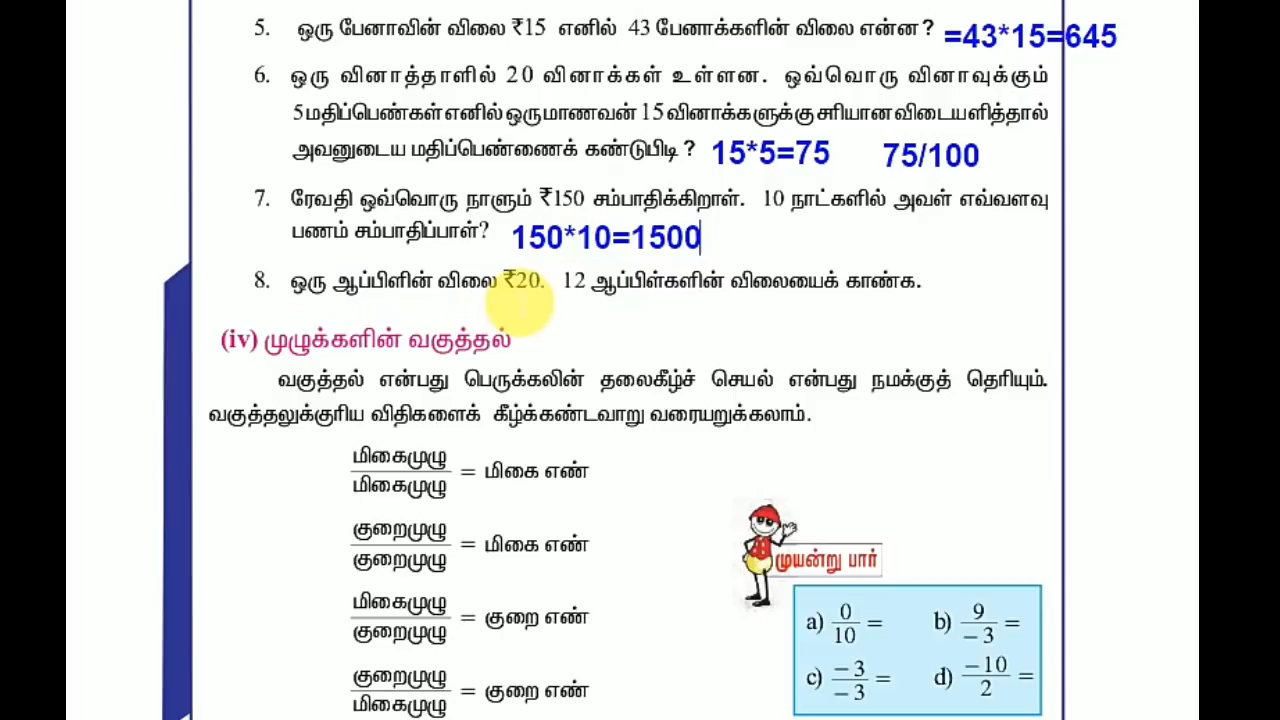 5. ஒரு பேனாவின் விலை ₹15 எனில் 43 பேனாக்களின் விலை என்ன? =43*15=645
6. ஒரு வினாத்தாளில் 20 வினாக்கள் உள்ளன. ஒவ்வொரு வினாவுக்கும்
5 மதிப்பெண்கள் எனில் ஒரு மாணவன் 15 வினாக்களுக்கு சரியான விடையளித்தால்
அவனுடைய மதிப்பெண்ணைக் கண்டுபிடி? 15*5=75 75/100
7. ரேவதி ஒவ்வொரு நாளும் ₹150 சம்பாதிக்கிறாள். 10 நாட்களில் அவள் எவ்வளவு
பணம் சம்பாதிப்பாள்? 150*10=1500
8. ஒரு ஆப்பிளின் விலை ₹20. 12 ஆப்பிள்களின் விலையைக் காண்க.
(iv) முழுக்களின் வகுத்தல்
வகுத்தல் என்பது பெருக்கலின் தலைகீழ்ச் செயல் என்பது நமக்குத் தெரியும்.
வகுத்தலுக்குரிய விதிகளைக் கீழ்க்கண்டவாறு வரையறுக்கலாம்.
மிகைமுழு
மிகைமுழு = மிகை எண்
குறைமுழு
குறைமுழு = மிகை எண்
மிகைமுழு
குறைமுழு = குறை எண்
குறைமுழு
மிகைமுழு = குறை எண்
முயன்று பார்
a) 0/10 = b) 9/-3 =
c) -3/-3 = d) -10/2 =